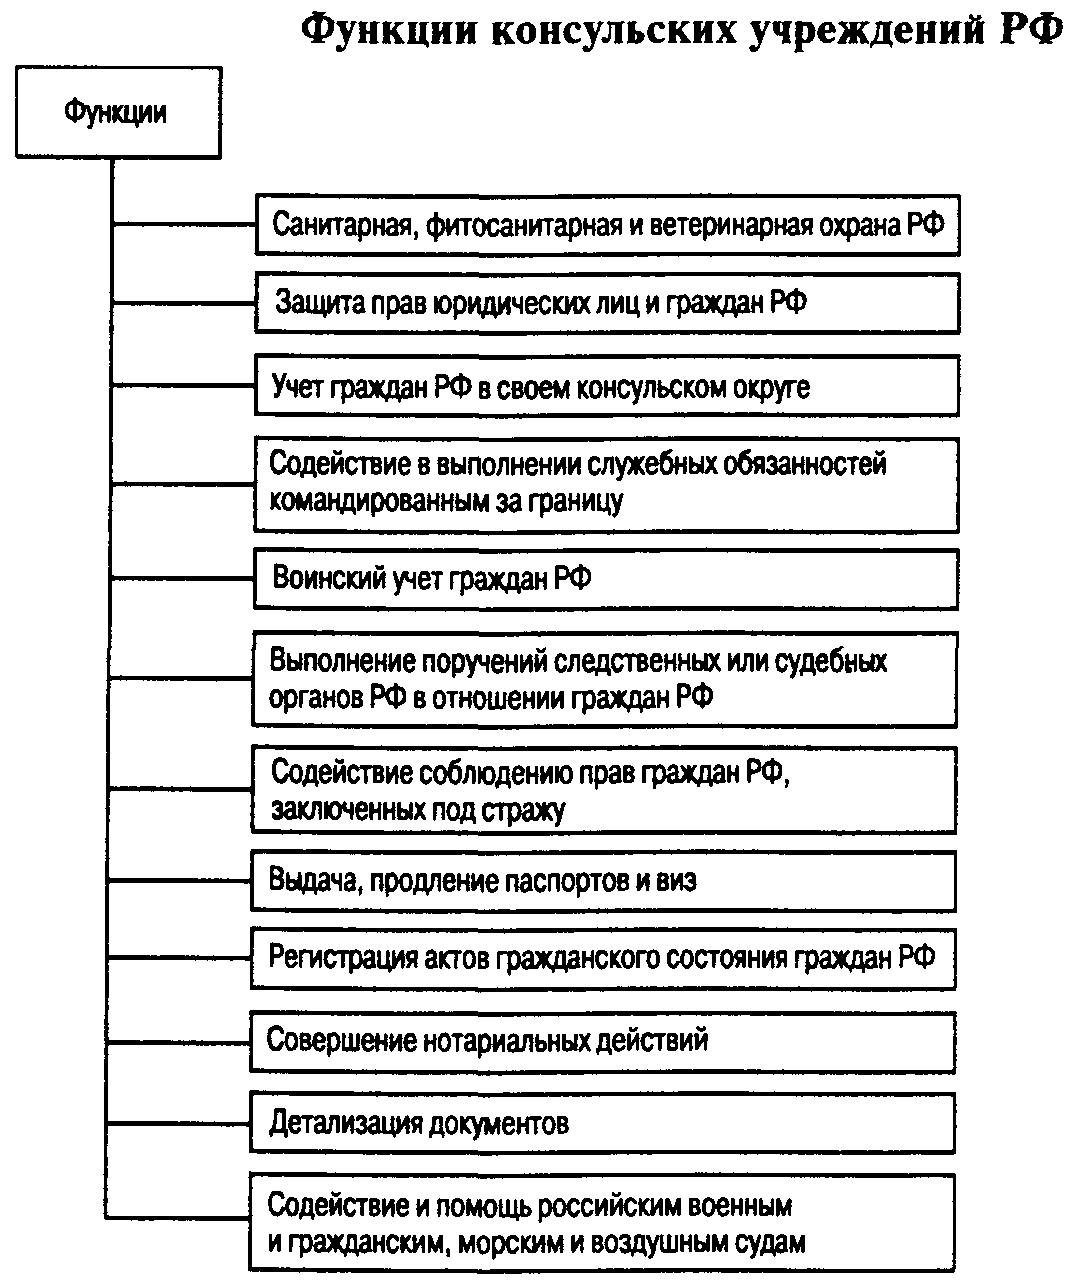 Функции консульских учреждений РФ
Функции
Санитарная, фитосанитарная и ветеринарная охрана РФ
Защита прав юридических лиц и граждан РФ
Учет граждан РФ в своем консульском округе
Содействие в выполнении служебных обязанностей
командированным за границу
Воинский учет граждан РФ
Выполнение поручений следственных или судебных
органов РФ в отношении граждан РФ
Содействие соблюдению прав граждан РФ,
заключенных под стражу
Выдача, продление паспортов и виз
Регистрация актов гражданского состояния граждан РФ
Совершение нотариальных действий
Детализация документов
Содействие и помощь российским военным
и гражданским, морским и воздушным судам